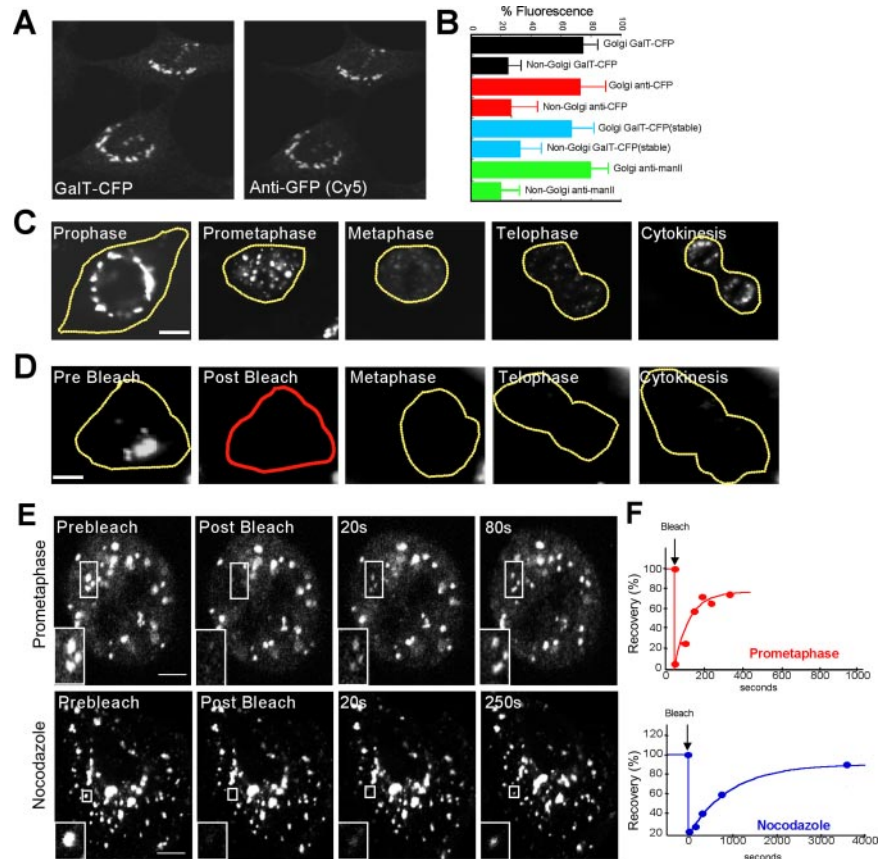 A
GalT-CFP
Anti-GFP (Cy5)
B
% Fluorescence
0 20 40 60 80 100
Golgi GalT-CFP
Non-Golgi GalT-CFP
Golgi anti-CFP
Non-Golgi anti-CFP
Golgi GalT-CFP(stable)
Non-Golgi GalT-CFP(stable)
Golgi anti-manII
Non-Golgi anti-manII
C
Prophase
Prometaphase
Metaphase
Telophase
Cytokinesis
D
Pre Bleach
Post Bleach
Metaphase
Telophase
Cytokinesis
E
Prometaphase
Prebleach
Post Bleach
20s
80s
Nocodazole
Prebleach
Post Bleach
20s
250s
F
Bleach
Recovery (%)
100
80
60
40
20
0
0 200 400 600 800 1000
seconds
Prometaphase
Bleach
Recovery (%)
120
100
80
60
40
20
0 1000 2000 3000 4000
seconds
Nocodazole